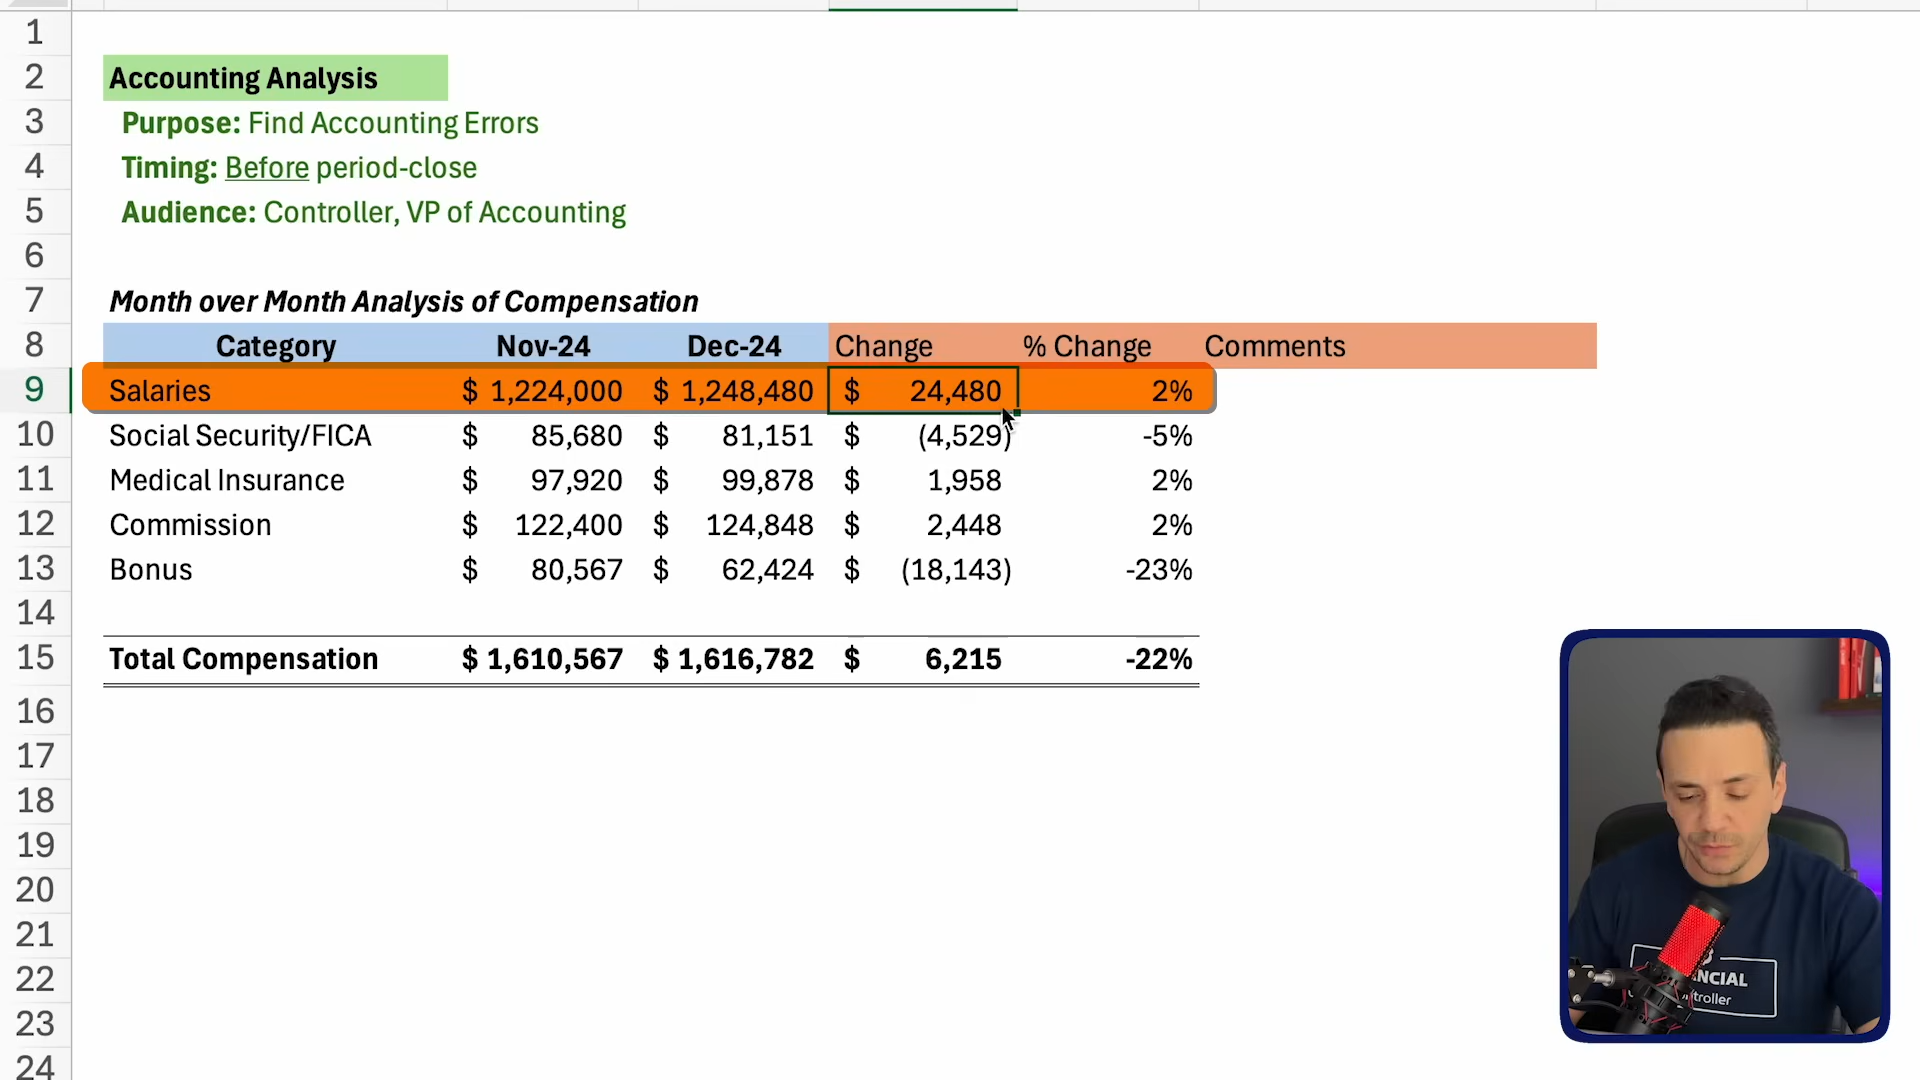 1
2 Accounting Analysis
3 Purpose: Find Accounting Errors
4 Timing: Before period-close
5 Audience: Controller, VP of Accounting
6
7 Month over Month Analysis of Compensation
8 Category Nov-24 Dec-24 Change % Change Comments
9 Salaries $ 1,224,000 $ 1,248,480 $ 24,480 2%
10 Social Security/FICA $ 85,680 $ 81,151 $ (4,529) -5%
11 Medical Insurance $ 97,920 $ 99,878 $ 1,958 2%
12 Commission $ 122,400 $ 124,848 $ 2,448 2%
13 Bonus $ 80,567 $ 62,424 $ (18,143) -23%
14
15 Total Compensation $ 1,610,567 $ 1,616,782 $ 6,215 -22%
16
17
18
19
20
21
22
23
24